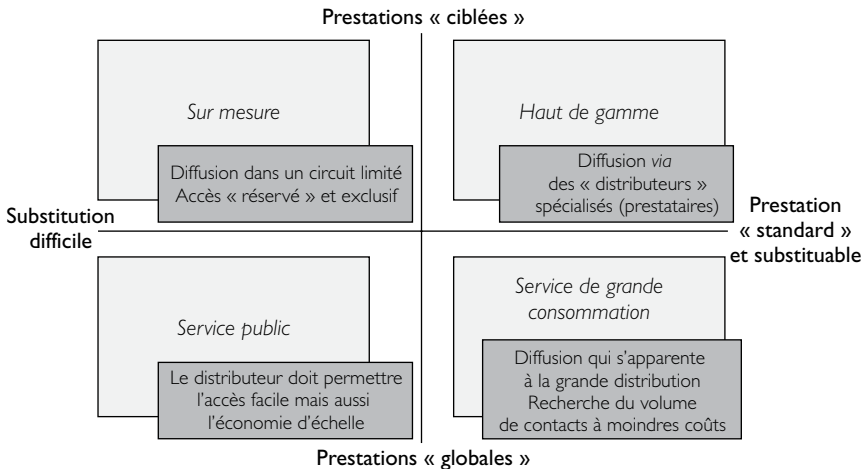 Prestations « ciblées »
Sur mesure
Diffusion dans un circuit limité
Accès « réservé » et exclusif
Haut de gamme
Diffusion via
des « distributeurs »
spécialisés (prestataires)
Substitution
difficile
Prestation
« standard »
et substituable
Service public
Le distributeur doit permettre
l’accès facile mais aussi
l’économie d’échelle
Service de grande
consommation
Diffusion qui s’apparente
à la grande distribution
Recherche du volume
de contacts à moindres coûts
Prestations « globales »